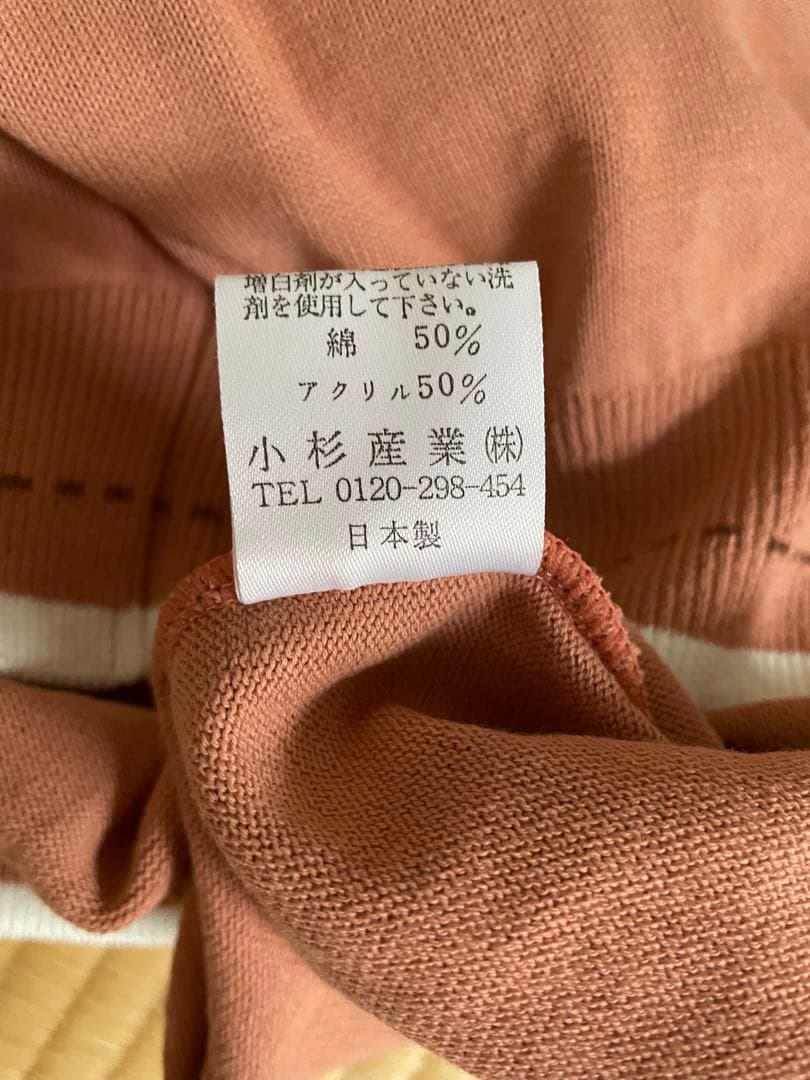 増白剤が入っていない洗
剤を使用して下さい。
綿 50%
アクリル50%
小杉産業(株)
TEL 0120-298-454
日本製